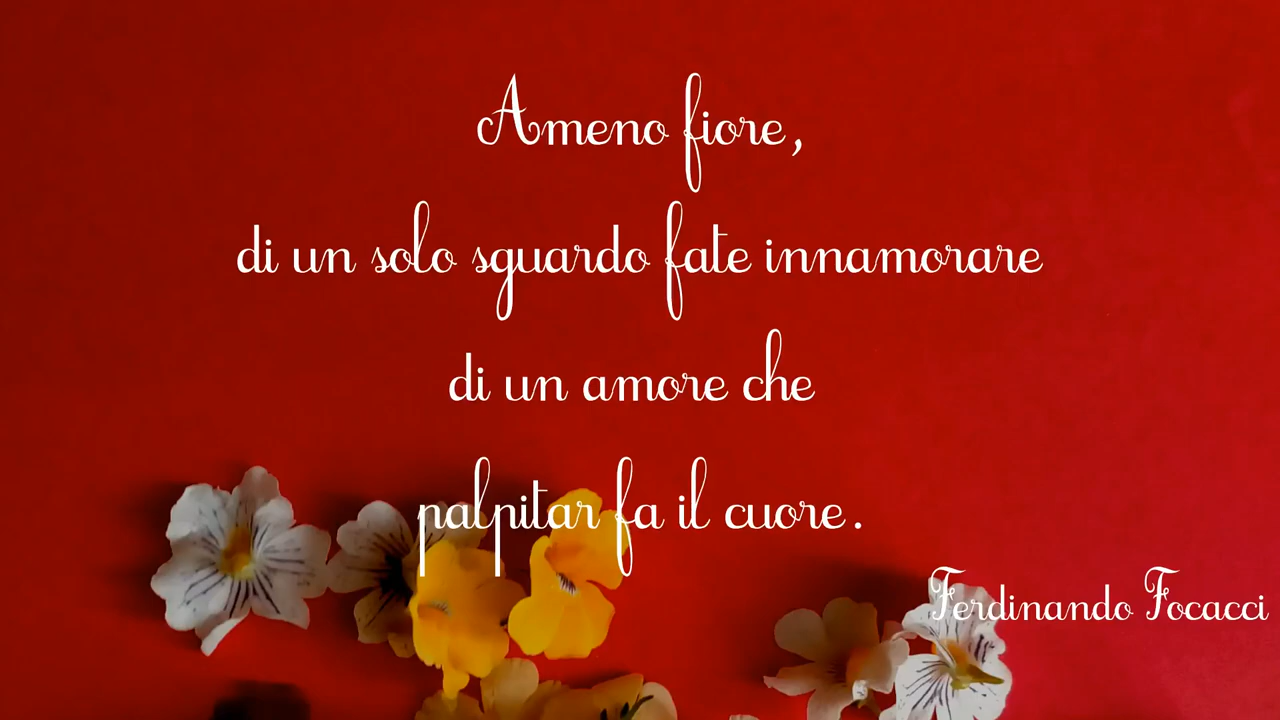 Ameno fiore,
di un solo sguardo fate innamorare
di un amore che
palpitar fa il cuore.
Ferdinando Focacci